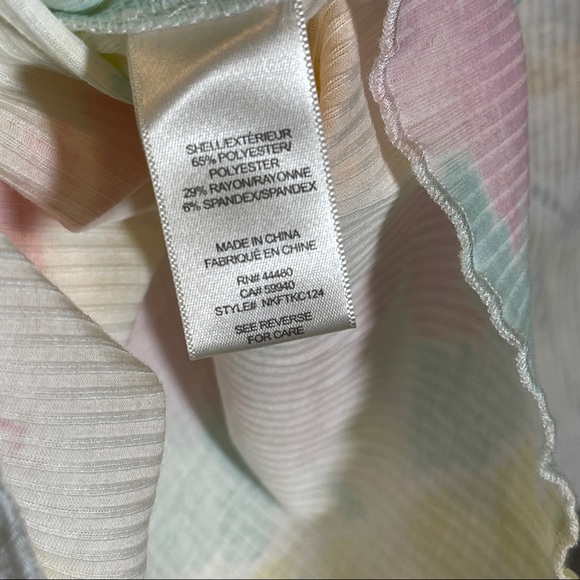 SHELL/EXTÉRIEUR
65% POLYESTER/
POLYESTER
29% RAYON/RAYONNE
6% SPANDEX/SPANDEX
MADE IN CHINA
FABRIQUÉ EN CHINE
RN# 44460
CA# 59940
STYLE# NKFTKC124
SEE REVERSE
FOR CARE